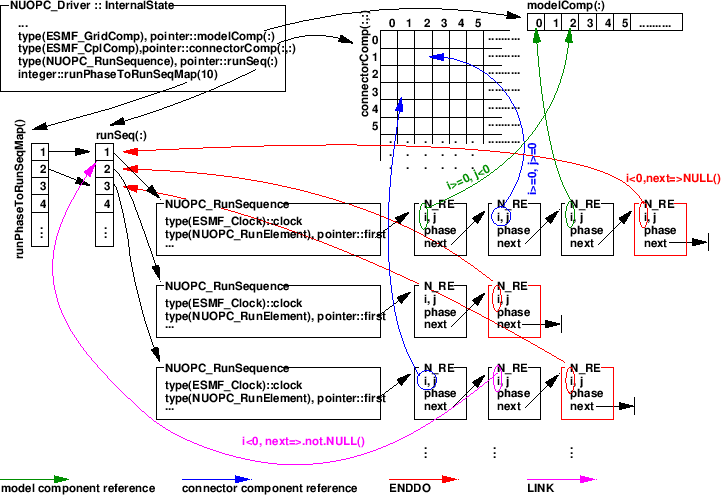 NUOPC_Driver :: InternalState
...
type(ESMF_GridComp), pointer::modelComp(:)
type(ESMF_CplComp),pointer::connectorComp(:,:)
type(NUOPC_RunSequence), pointer::runSeq(:)
integer::runPhaseToRunSeqMap(10)
connectorComp(:,:)
0 1 2 3 4 5
0
1
2
3
4
5
modelComp(:)
0 1 2 3 4 5 ..........
runPhaseToRunSeqMap()
1
2
3
4
runSeq(:)
1
2
3
4
i>=0, j<0
i>=0, j>=0
i<0,next=>NULL()
NUOPC_RunSequence
type(ESMF_Clock)::clock
type(NUOPC_RunElement), pointer::first
...
N_RE
i, j
phase
next
N_RE
i, j
phase
next
N_RE
i, j
phase
next
N_RE
i, j
phase
next
NUOPC_RunSequence
type(ESMF_Clock)::clock
type(NUOPC_RunElement), pointer::first
...
N_RE
i, j
phase
next
N_RE
i, j
phase
next
NUOPC_RunSequence
type(ESMF_Clock)::clock
type(NUOPC_RunElement), pointer::first
...
N_RE
i, j
phase
next
N_RE
i, j
phase
next
N_RE
i, j
phase
next
i<0, next=>.not.NULL()
model component reference
connector component reference
ENDDO
LINK